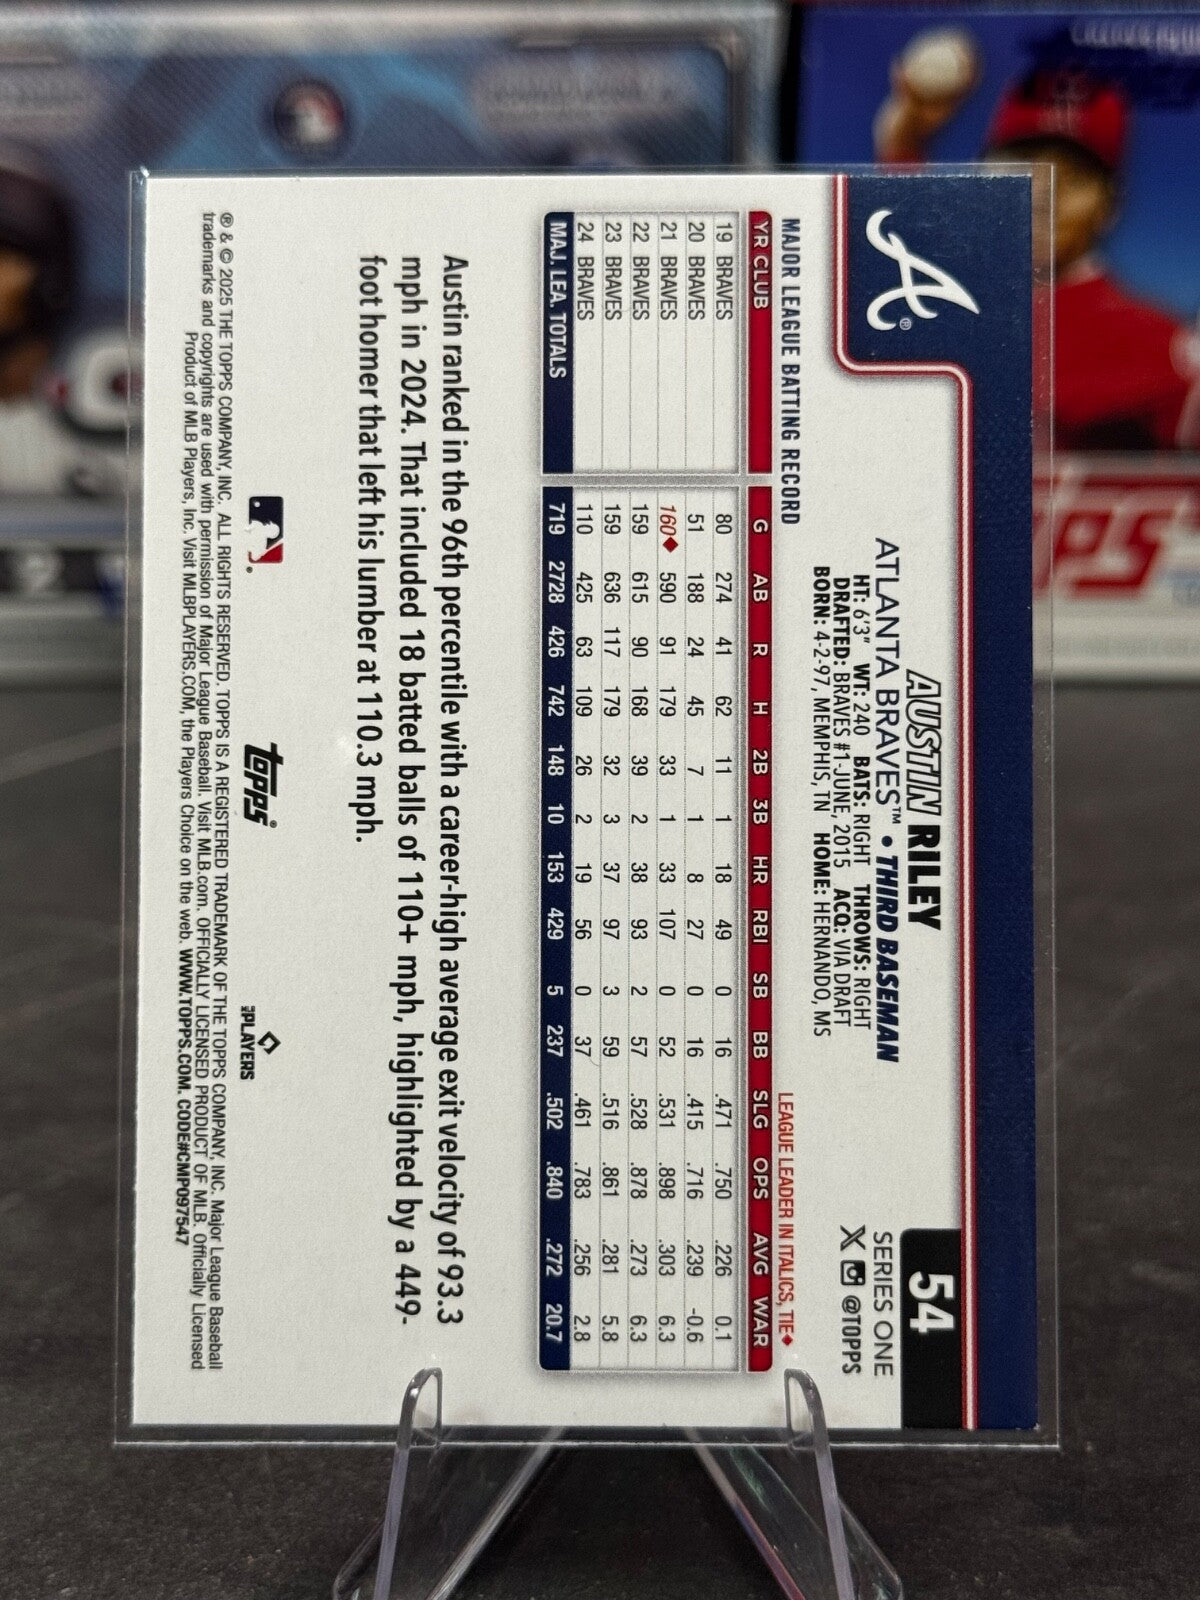 54
SERIES ONE
@TOPPS
AUSTIN RILEY
ATLANTA BRAVES™ • THIRD BASEMAN
HT: 6'3" WT: 240 BATS: RIGHT THROWS: RIGHT
DRAFTED: BRAVES #1-JUNE, 2015 ACQ: VIA DRAFT
BORN: 4-2-97, MEMPHIS, TN HOME: HERNANDO, MS
MAJOR LEAGUE BATTING RECORD LEAGUE LEADER IN ITALICS, TIE◆
YR CLUB G AB R H 2B 3B HR RBI SB BB SLG OPS AVG WAR
19 BRAVES 80 274 41 62 11 1 18 49 0 16 .471 .750 .226 0.1
20 BRAVES 51 188 24 45 7 1 8 27 0 16 .415 .716 .239 -0.6
21 BRAVES 160◆ 590 91 179 33 1 33 107 0 52 .531 .898 .303 6.3
22 BRAVES 159 615 90 168 39 2 38 93 2 57 .528 .878 .273 6.3
23 BRAVES 159 636 117 179 32 3 37 97 3 59 .516 .861 .281 5.8
24 BRAVES 110 425 63 109 26 2 19 56 0 37 .461 .783 .256 2.8
MAJ. LEA. TOTALS 719 2728 426 742 148 10 153 429 5 237 .502 .840 .272 20.7
Austin ranked in the 96th percentile with a career-high average exit velocity of 93.3
mph in 2024. That included 18 batted balls of 110+ mph, highlighted by a 449-
foot homer that left his lumber at 110.3 mph.
topps®
PLAYERS
® & © 2025 THE TOPPS COMPANY, INC. ALL RIGHTS RESERVED. TOPPS IS A REGISTERED TRADEMARK OF THE TOPPS COMPANY, INC. Major League Baseball
trademarks and copyrights are used with permission of Major League Baseball. Visit MLB.com. OFFICIALLY LICENSED PRODUCT OF MLB. Officially Licensed
Product of MLB Players, Inc. Visit MLBPLAYERS.COM, the Players Choice on the web. WWW.TOPPS.COM. CODE#CMP097547